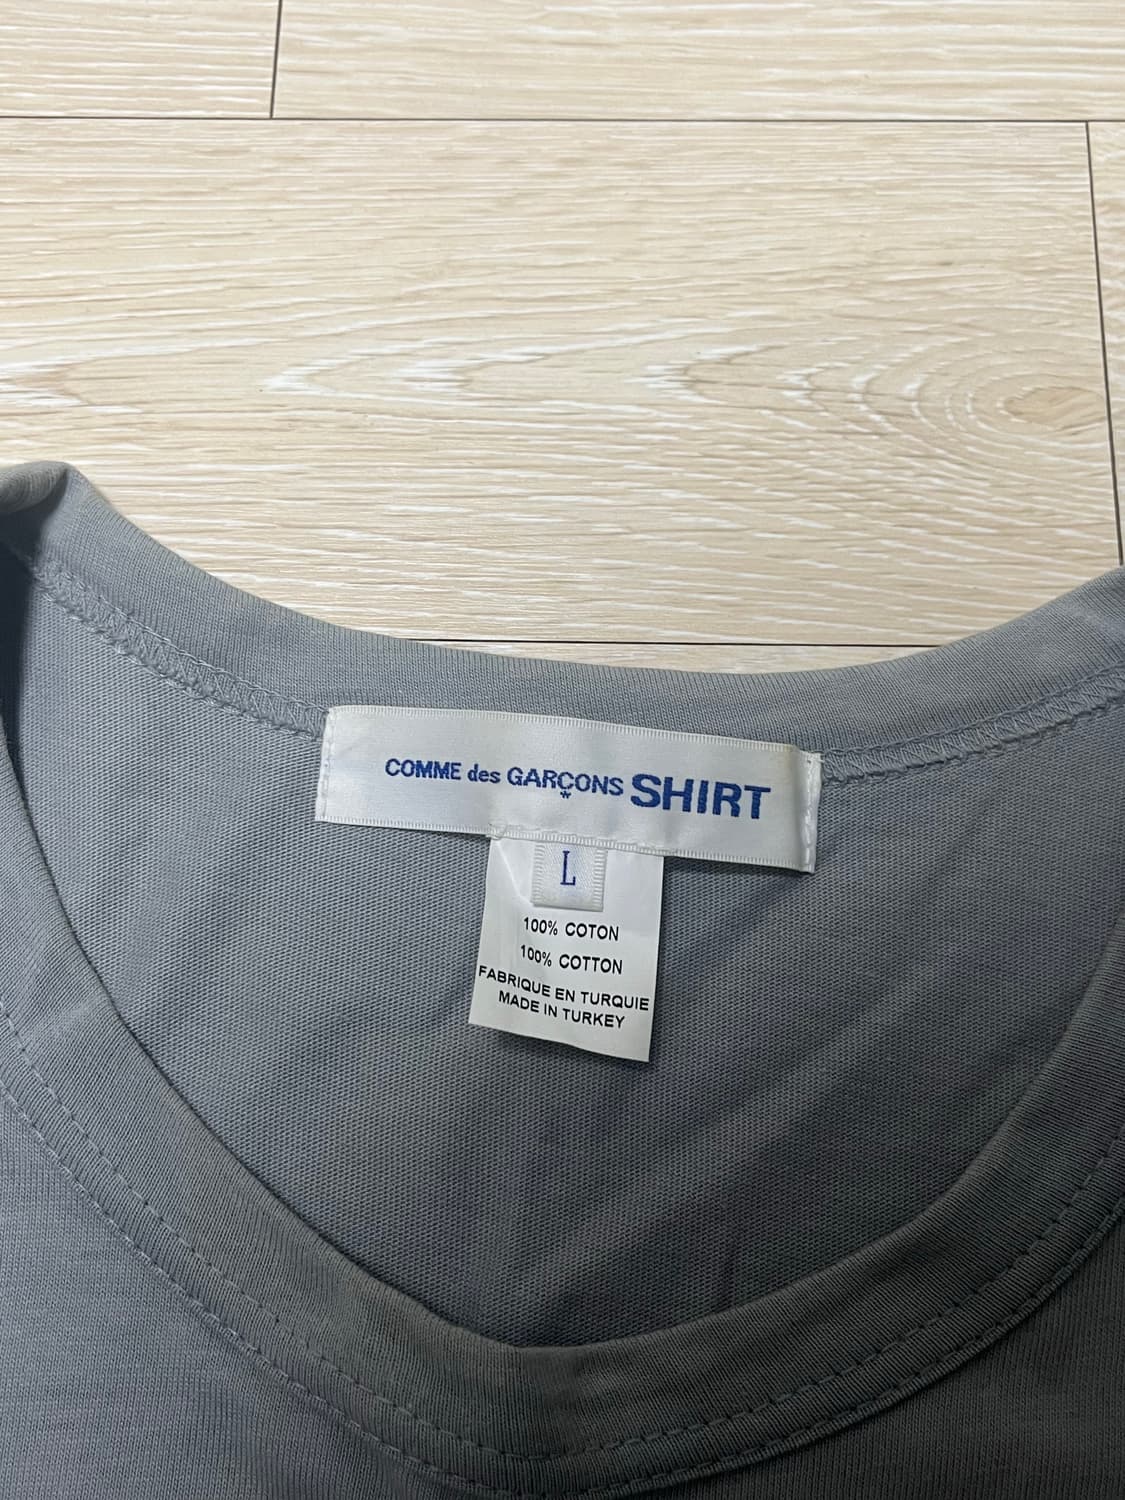 COMME des GARÇONS SHIRT
*
L
100% COTON
100% COTTON
FABRIQUE EN TURQUIE
MADE IN TURKEY